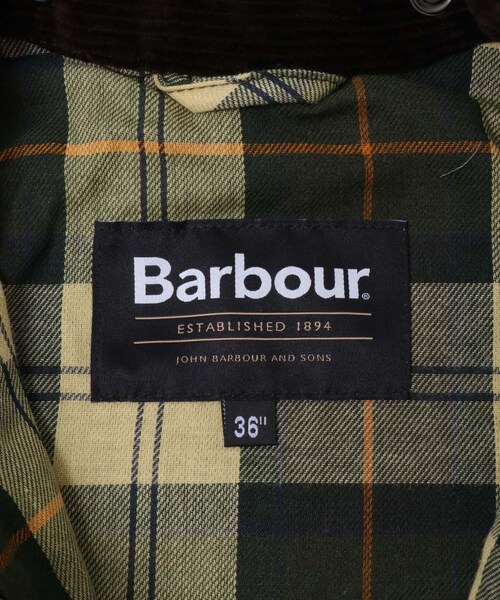 Barbour®
ESTABLISHED 1894
JOHN BARBOUR AND SONS
36"